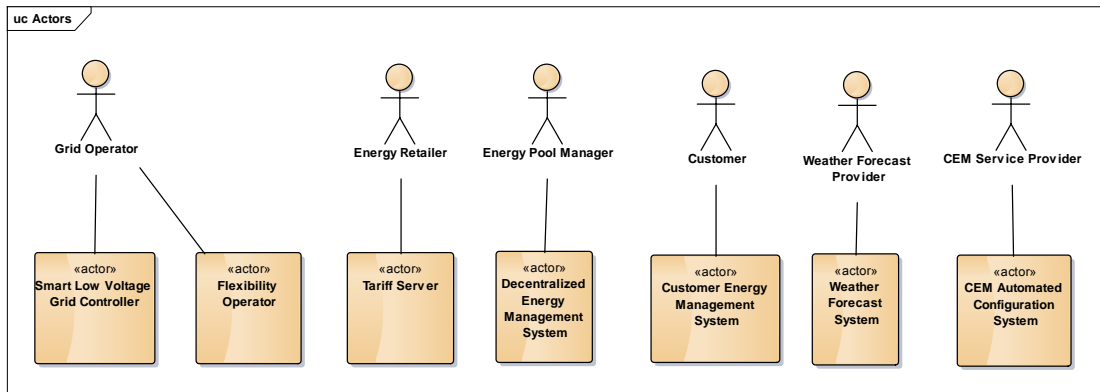 uc Actors
Grid Operator
Energy Retailer
Energy Pool Manager
Customer
Weather Forecast
Provider
CEM Service Provider
«actor»
Smart Low Voltage
Grid Controller
«actor»
Flexibility
Operator
«actor»
Tariff Server
«actor»
Decentralized
Energy
Management
System
«actor»
Customer Energy
Management
System
«actor»
Weather
Forecast
System
«actor»
CEM Automated
Configuration
System